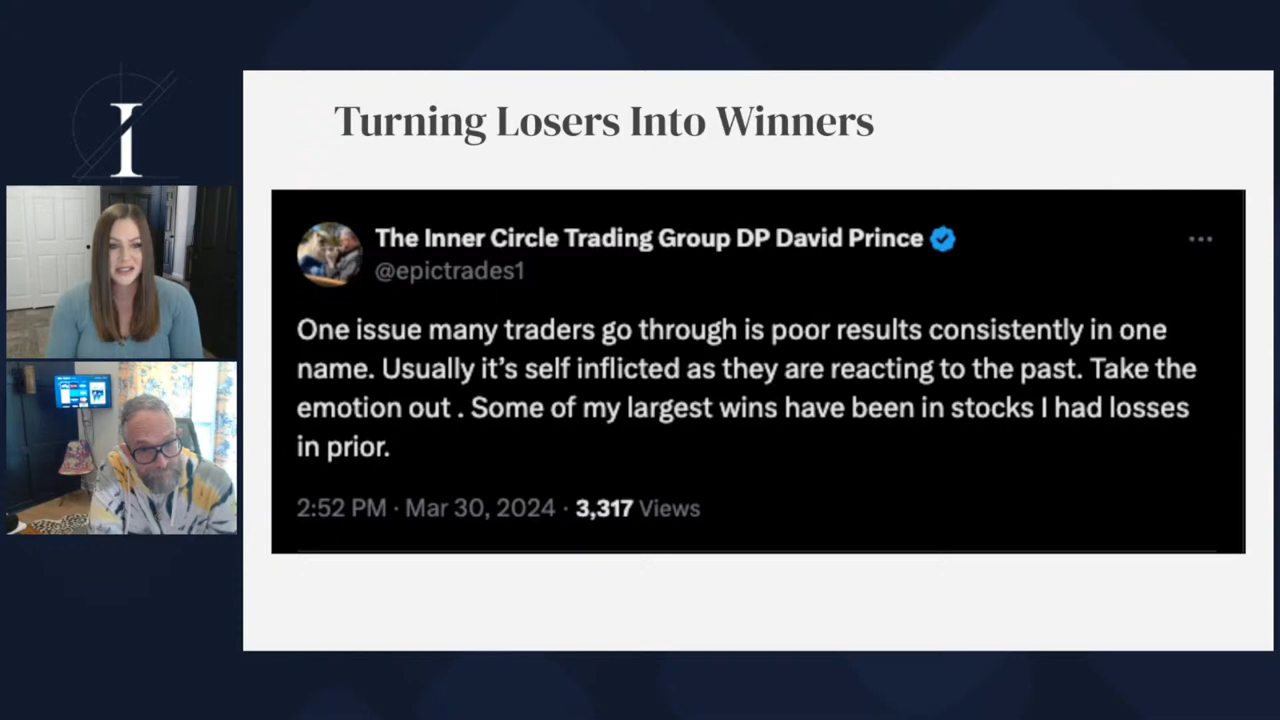 I
Turning Losers Into Winners
The Inner Circle Trading Group DP David Prince
@epictrades1
One issue many traders go through is poor results consistently in one
name. Usually it’s self inflicted as they are reacting to the past. Take the
emotion out . Some of my largest wins have been in stocks I had losses
in prior.
2:52 PM · Mar 30, 2024 · 3,317 Views